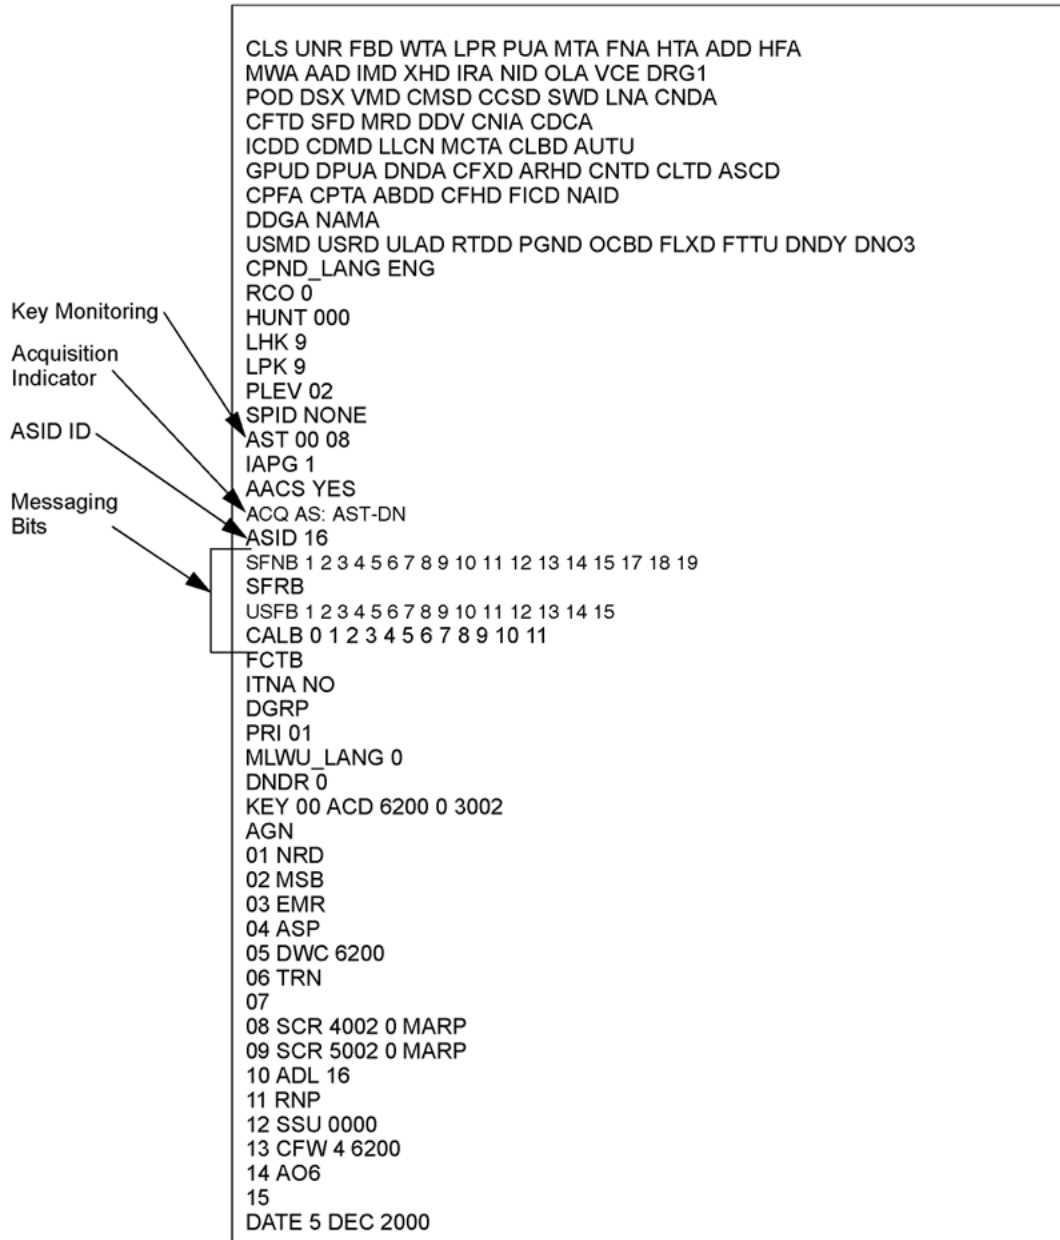 CLS UNR FBD WTA LPR PUA MTA FNA HTA ADD HFA
MWA AAD IMD XHD IRA NID OLA VCE DRG1
POD DSX VMD CMSD CCSD SWD LNA CNDA
CFTD SFD MRD DDV CNIA CDCA
ICDD CDMD LLCN MCTA CLBD AUTU
GPUD DPUA DNDA CFXD ARHD CNTD CLTD ASCD
CPFA CPTA ABDD CFHD FICD NAID
DDGA NAMA
USMD USRD ULAD RTDD PGND OCBD FLXD FTTU DNDY DNO3
CPND_LANG ENG
RCO 0
HUNT 000
LHK 9
LPK 9
PLEV 02
SPID NONE
AST 00 08
IAPG 1
AACS YES
ACQ AS: AST-DN
ASID 16
SFNB 1 2 3 4 5 6 7 8 9 10 11 12 13 14 15 17 18 19
SFRB
USFB 1 2 3 4 5 6 7 8 9 10 11 12 13 14 15
CALB 0 1 2 3 4 5 6 7 8 9 10 11
FCTB
ITNA NO
DGRP
PRI 01
MLWU_LANG 0
DNDR 0
KEY 00 ACD 6200 0 3002
AGN
01 NRD
02 MSB
03 EMR
04 ASP
05 DWC 6200
06 TRN
07
08 SCR 4002 0 MARP
09 SCR 5002 0 MARP
10 ADL 16
11 RNP
12 SSU 0000
13 CFW 4 6200
14 AO6
15
DATE 5 DEC 2000
Key Monitoring
Acquisition
Indicator
ASID ID
Messaging
Bits